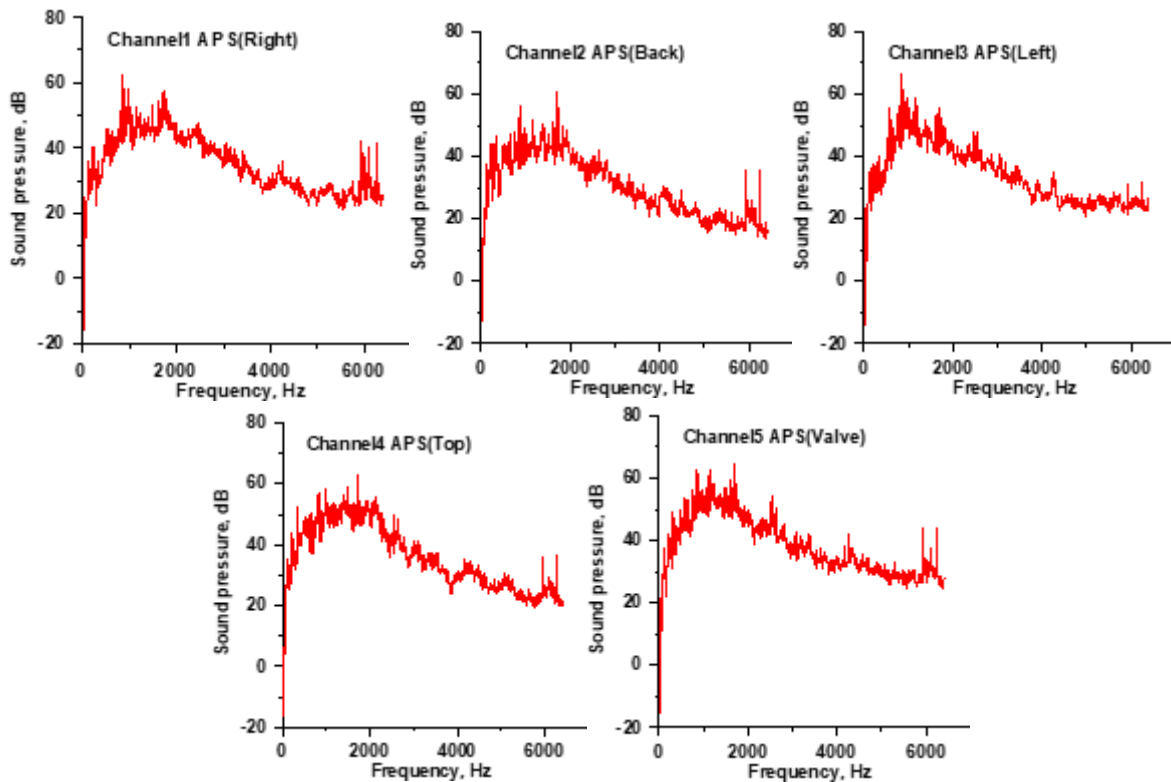 Channel1 APS(Right)
Sound pressure, dB
80
60
40
20
0
-20
0 2000 4000 6000
Frequency, Hz
Channel2 APS(Back)
Sound pressure, dB
80
60
40
20
0
-20
0 2000 4000 6000
Frequency, Hz
Channel3 APS(Left)
Sound pressure, dB
80
60
40
20
0
-20
0 2000 4000 6000
Frequency, Hz
Channel4 APS(Top)
Sound pressure, dB
80
60
40
20
0
-20
0 2000 4000 6000
Frequency, Hz
Channel5 APS(Valve)
Sound pressure, dB
80
60
40
20
0
-20
0 2000 4000 6000
Frequency, Hz